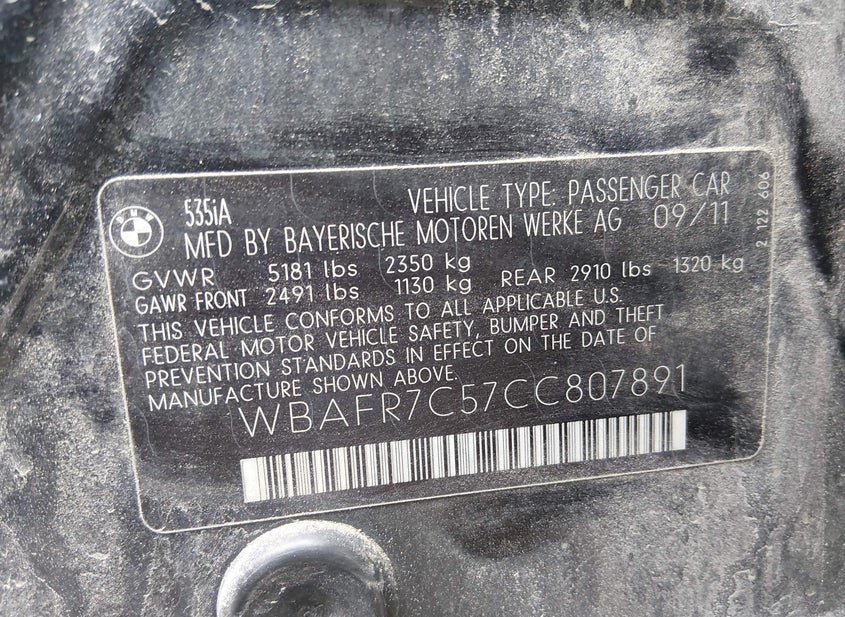 BMW
535iA
VEHICLE TYPE: PASSENGER CAR
MFD BY BAYERISCHE MOTOREN WERKE AG 09/11
GVWR 5181 lbs 2350 kg
GAWR FRONT 2491 lbs 1130 kg REAR 2910 lbs 1320 kg
THIS VEHICLE CONFORMS TO ALL APPLICABLE U.S.
FEDERAL MOTOR VEHICLE SAFETY, BUMPER AND THEFT
PREVENTION STANDARDS IN EFFECT ON THE DATE OF
MANUFACTURE SHOWN ABOVE.
WBAFR7C57CC807891
2 122 606